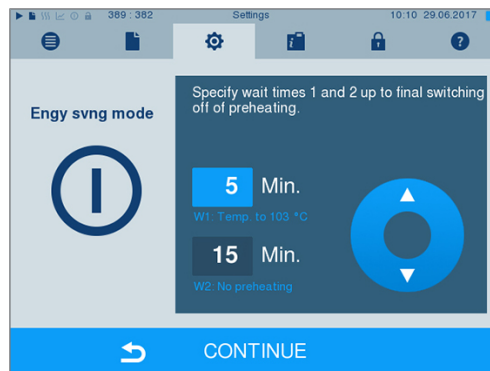 389 : 382 Settings 10:10 29.06.2017
Engy svng mode
Specify wait times 1 and 2 up to final switching
off of preheating.
5 Min.
W1: Temp. to 103 °C
15 Min.
W2: No preheating
CONTINUE